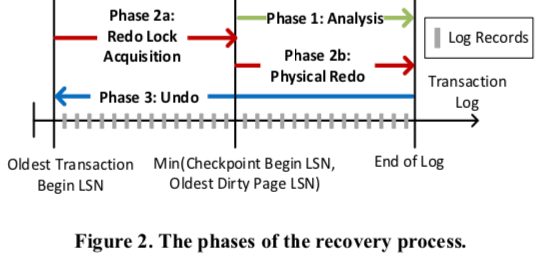 Phase 2a:
Redo Lock
Acquisition
Phase 1: Analysis
Phase 2b:
Physical Redo
Phase 3: Undo
Log Records
Transaction
Log
Oldest Transaction
Begin LSN
Min(Checkpoint Begin LSN,
Oldest Dirty Page LSN)
End of Log
Figure 2. The phases of the recovery process.